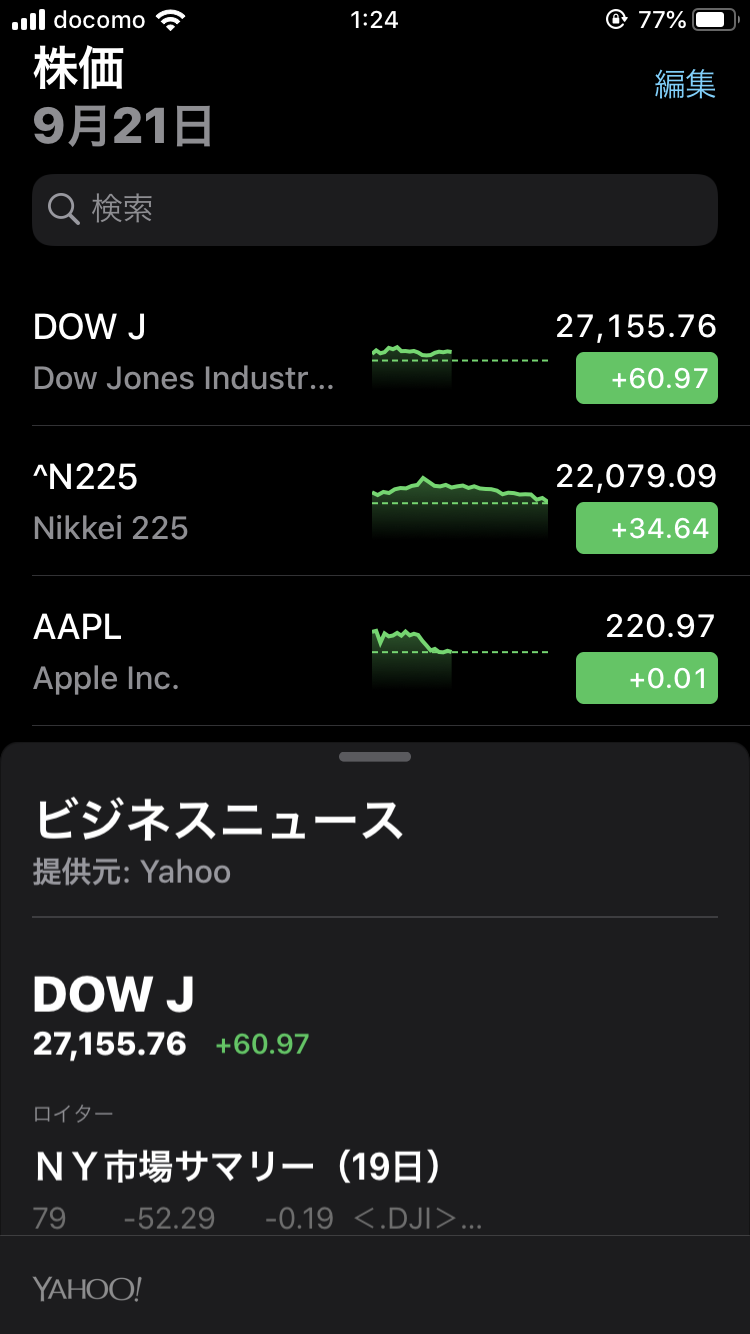 docomo 1:24 77%
株価
編集
9月21日
検索
DOW J 27,155.76
Dow Jones Industr... +60.97
^N225 22,079.09
Nikkei 225 +34.64
AAPL 220.97
Apple Inc. +0.01
ビジネスニュース
提供元: Yahoo
DOW J
27,155.76 +60.97
ロイター
ＮＹ市場サマリー（19日）
79 -52.29 -0.19 ＜.DJI＞...
YAHOO!